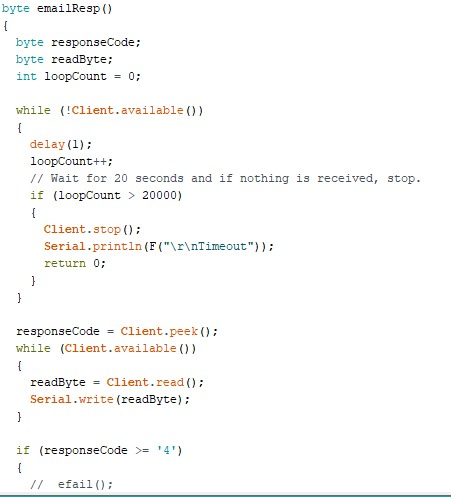 byte emailResp()
{
  byte responseCode;
  byte readByte;
  int loopCount = 0;

  while (!Client.available())
  {
    delay(1);
    loopCount++;
    // Wait for 20 seconds and if nothing is received, stop.
    if (loopCount > 20000)
    {
      Client.stop();
      Serial.println(F("\r\nTimeout"));
      return 0;
    }
  }

  responseCode = Client.peek();
  while (Client.available())
  {
    readByte = Client.read();
    Serial.write(readByte);
  }

  if (responseCode >= '4')
  {
    //  efail();